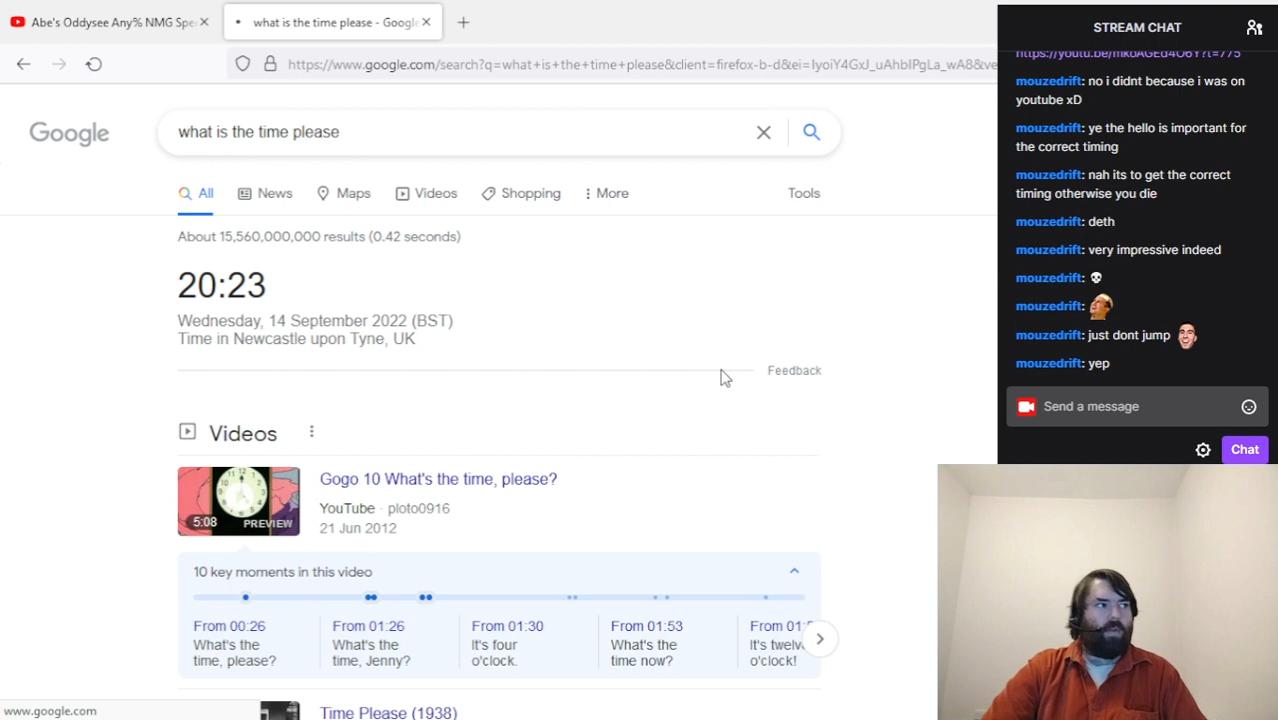 Abe's Oddysee Any% NMG Spe
what is the time please - Google
https://www.google.com/search?q=what+is+the+time+please&client=firefox-b-d&ei=IyoiY4GxJ_uAhbIPgLa_wA8&ve
Google
what is the time please
All
News
Maps
Videos
Shopping
More
Tools
About 15,560,000,000 results (0.42 seconds)
20:23
Wednesday, 14 September 2022 (BST)
Time in Newcastle upon Tyne, UK
Feedback
Videos
5:08
PREVIEW
Gogo 10 What's the time, please?
YouTube · ploto0916
21 Jun 2012
10 key moments in this video
From 00:26
What's the
time, please?
From 01:26
What's the
time, Jenny?
From 01:30
It's four
o'clock.
From 01:53
What's the
time now?
From 01:
It's twelv
o'clock!
Time Please (1938)
www.google.com
STREAM CHAT
mouzedrift: no i didnt because i was on
youtube xD
mouzedrift: ye the hello is important for
the correct timing
mouzedrift: nah its to get the correct
timing otherwise you die
mouzedrift: deth
mouzedrift: very impressive indeed
mouzedrift: 💀
mouzedrift:
mouzedrift: just dont jump
mouzedrift: yep
Send a message
Chat